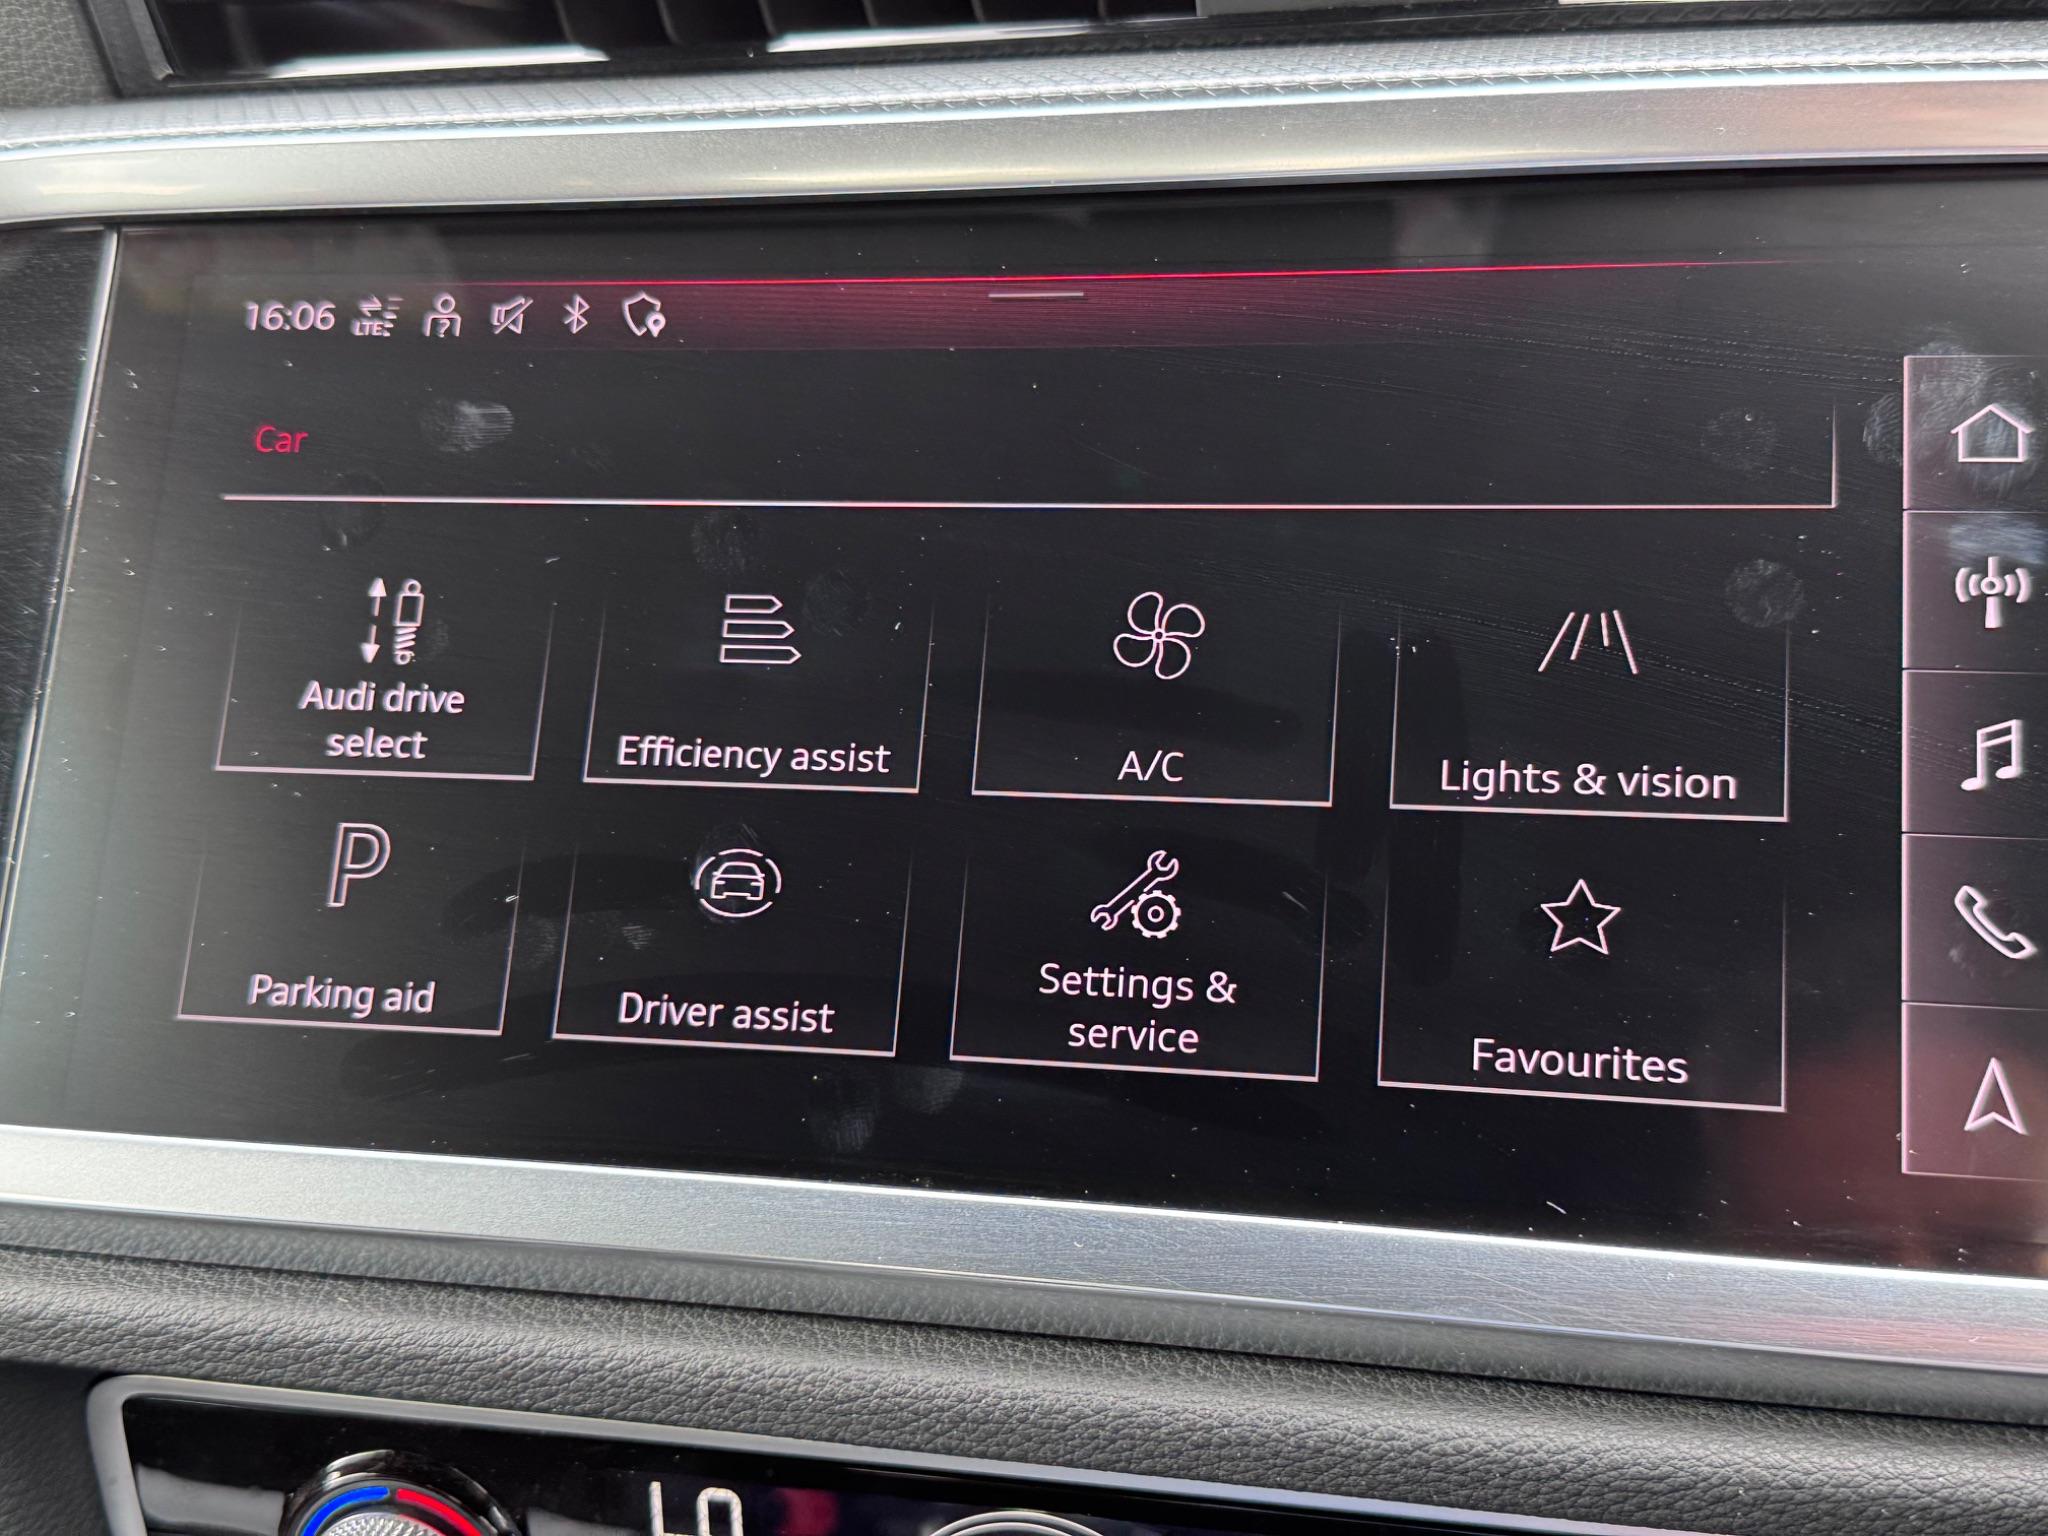 16:06 LTE
Car
Audi drive
select
Efficiency assist
A/C
Lights & vision
P
Parking aid
Driver assist
Settings &
service
Favourites